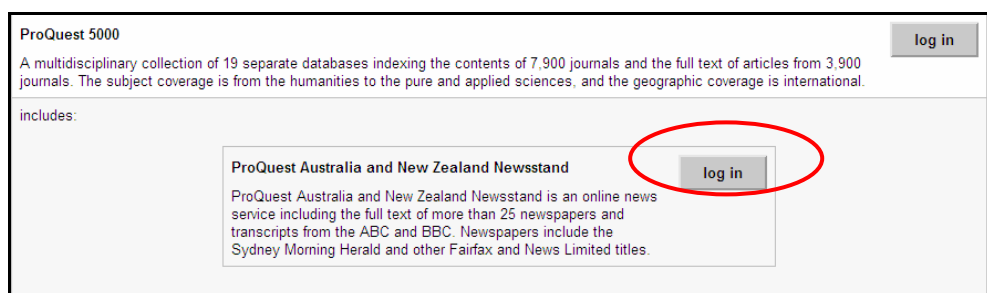 ProQuest 5000
log in
A multidisciplinary collection of 19 separate databases indexing the contents of 7,900 journals and the full text of articles from 3,900
journals. The subject coverage is from the humanities to the pure and applied sciences, and the geographic coverage is international.
includes:
ProQuest Australia and New Zealand Newsstand
log in
ProQuest Australia and New Zealand Newsstand is an online news
service including the full text of more than 25 newspapers and
transcripts from the ABC and BBC. Newspapers include the
Sydney Morning Herald and other Fairfax and News Limited titles.